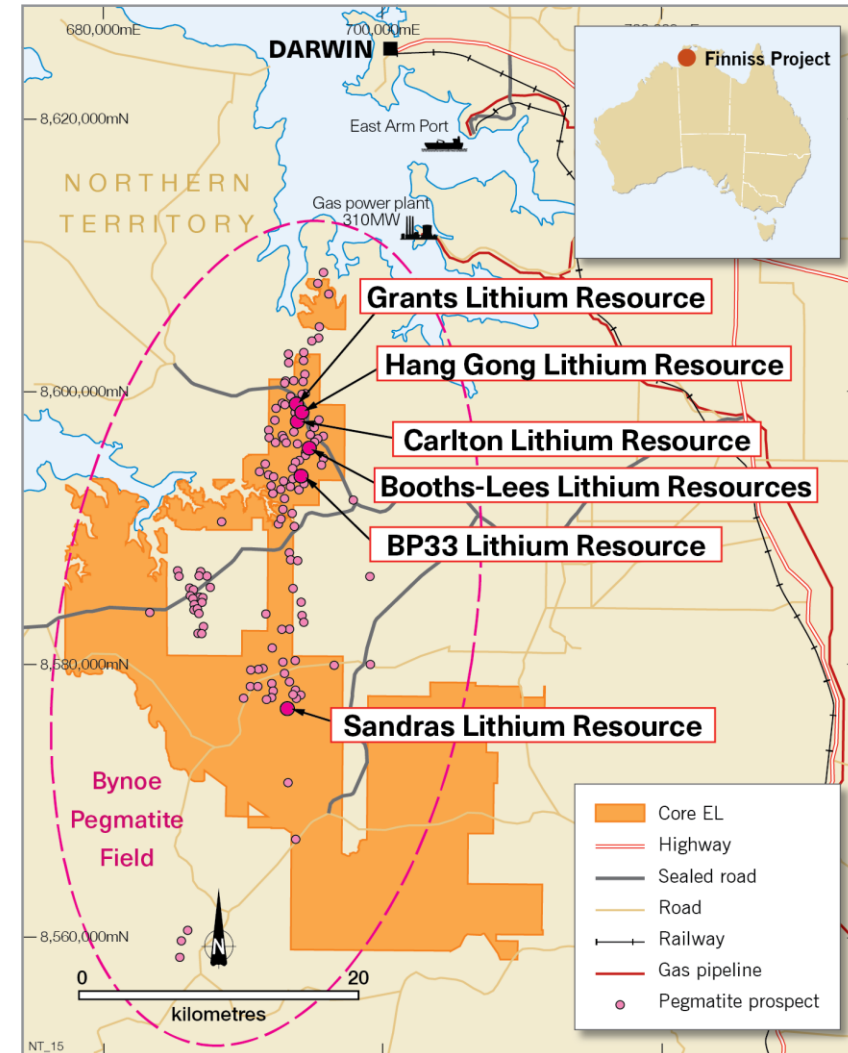 680,000mE
700,000mE
720,000mE
DARWIN
Finniss Project
8,620,000mN
East Arm Port
NORTHERN
TERRITORY
Gas power plant
310MW
Grants Lithium Resource
Hang Gong Lithium Resource
8,600,000mN
Carlton Lithium Resource
Booths-Lees Lithium Resources
BP33 Lithium Resource
8,580,000mN
Sandras Lithium Resource
Bynoe
Pegmatite
Field
Core EL
Highway
Sealed road
Road
Railway
Gas pipeline
Pegmatite prospect
8,560,000mN
N
0
20
kilometres
NT_15